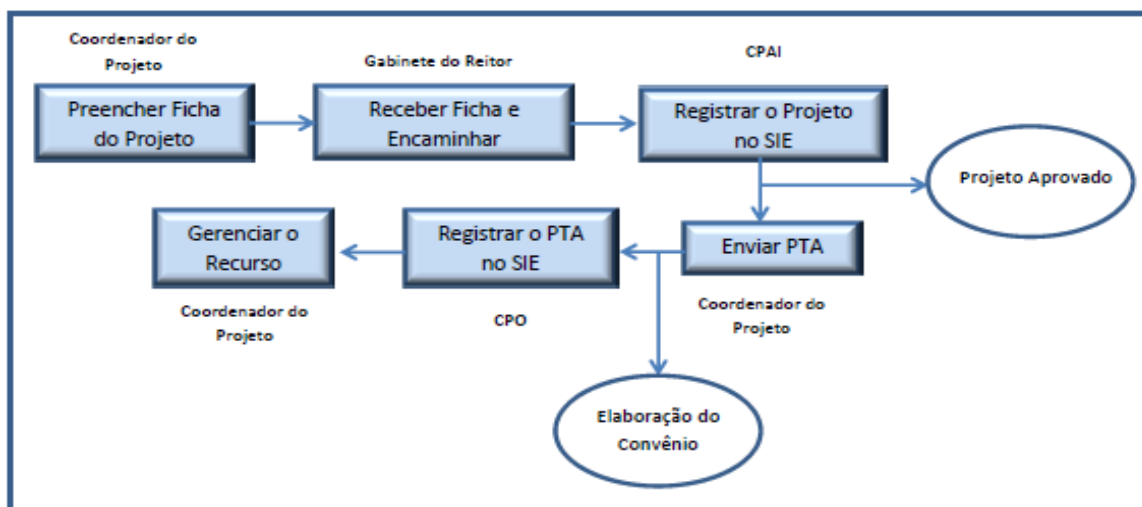 Coordenador do
Projeto
Preencher Ficha
do Projeto
Gabinete do Reitor
Receber Ficha e
Encaminhar
CPAI
Registrar o Projeto
no SIE
Projeto Aprovado
Enviar PTA
Coordenador do
Projeto
Registrar o PTA
no SIE
CPO
Gerenciar o
Recurso
Coordenador do
Projeto
Elaboração do
Convênio